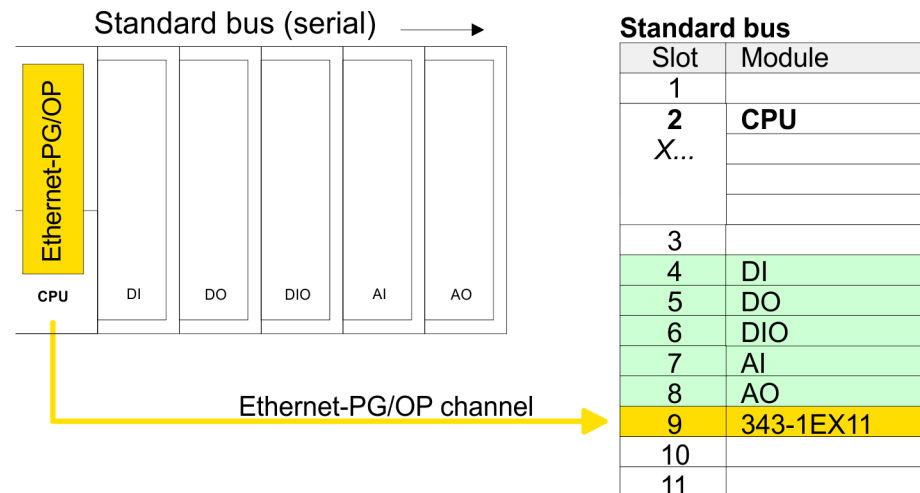 Standard bus (serial)
Ethernet-PG/OP
CPU
DI
DO
DIO
AI
AO
Ethernet-PG/OP channel
Standard bus
Slot Module
1
2 CPU
X...
3
4 DI
5 DO
6 DIO
7 AI
8 AO
9 343-1EX11
10
11